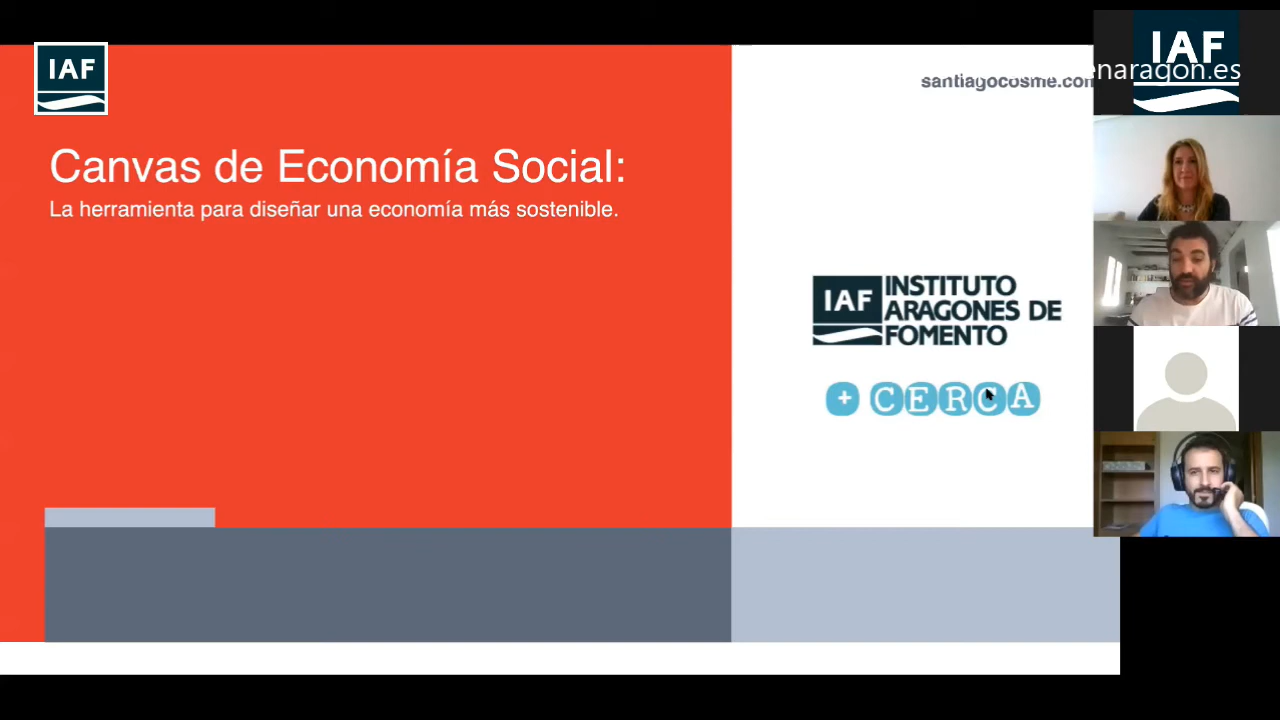 IAF
santiagocosme.com
Canvas de Economía Social:
La herramienta para diseñar una economía más sostenible.
IAF INSTITUTO
ARAGONES DE
FOMENTO
+ CERCA
IAF
enaragon.es